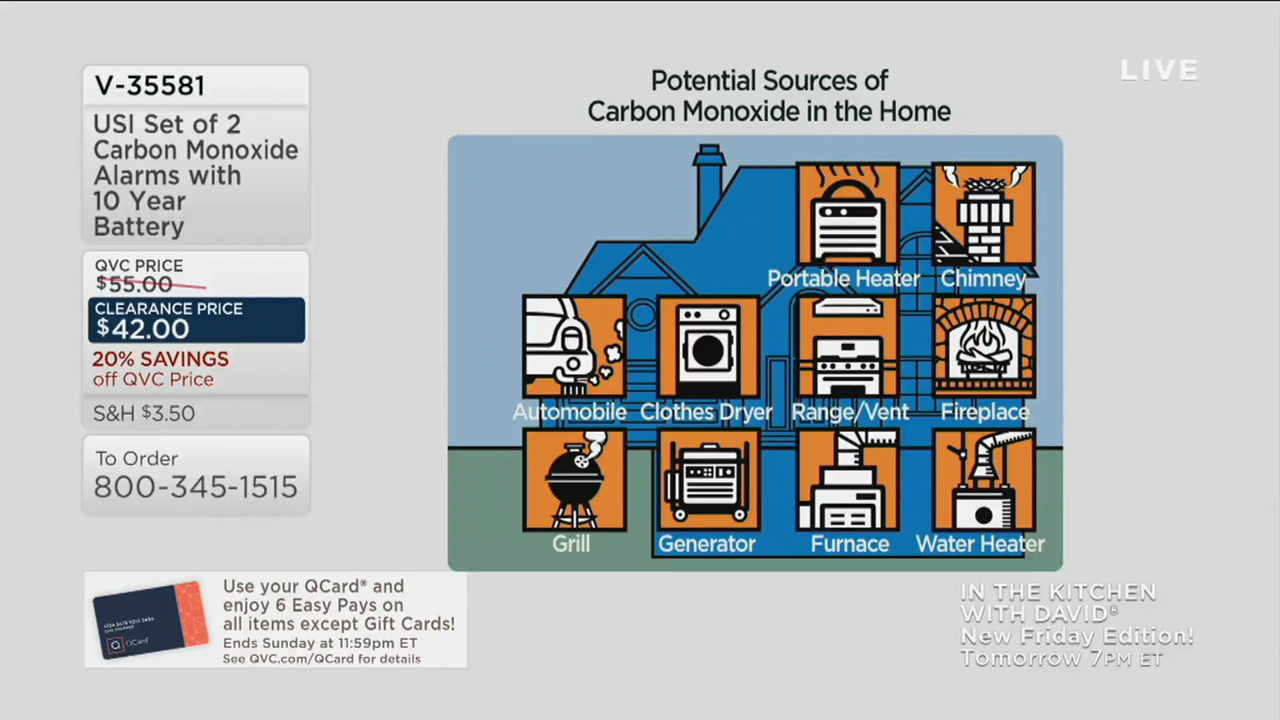 V-35581
USI Set of 2
Carbon Monoxide
Alarms with
10 Year
Battery
QVC PRICE
$55.00
CLEARANCE PRICE
$42.00
20% SAVINGS
off QVC Price
S&H $3.50
To Order
800-345-1515
Potential Sources of
Carbon Monoxide in the Home
LIVE
Portable Heater Chimney
Automobile Clothes Dryer Range/Vent Fireplace
Grill Generator Furnace Water Heater
QCard
Use your QCard® and
enjoy 6 Easy Pays on
all items except Gift Cards!
Ends Sunday at 11:59pm ET
See QVC.com/QCard for details
IN THE KITCHEN
WITH DAVID®
New Friday Edition!
Tomorrow 7PM ET